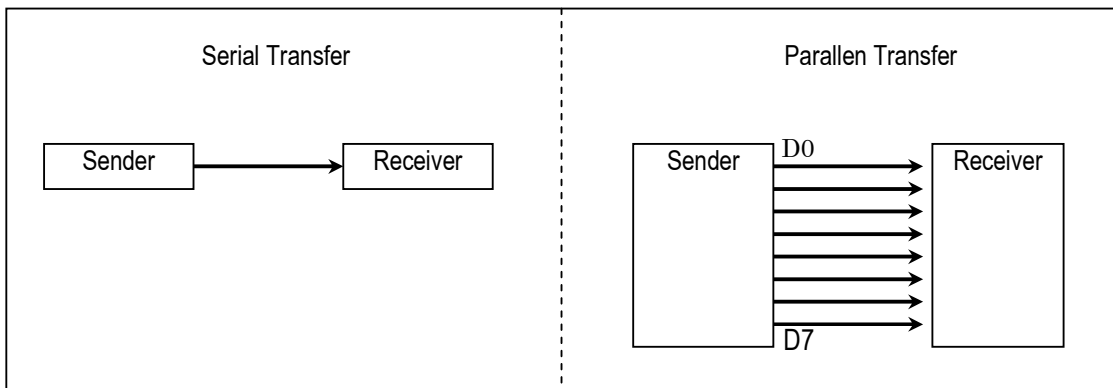 Serial Transfer
Parallen Transfer
Sender
Receiver
Sender
D0
Receiver
D7